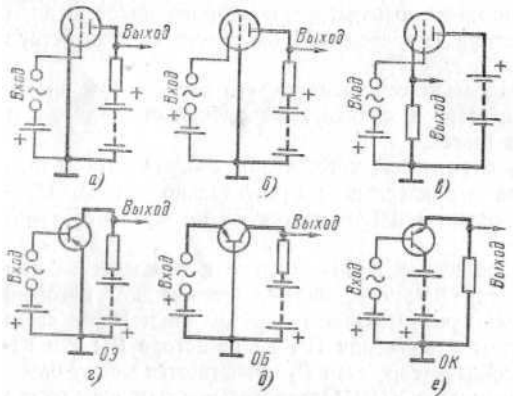 Выход
Вход
+
+
а)
Выход
Вход
+
+
б)
Выход
Вход
+
+
в)
Выход
Вход
+
+
ОЭ
г)
Выход
Вход
+
+
ОБ
д)
Выход
Вход
+
+
ОК
е)